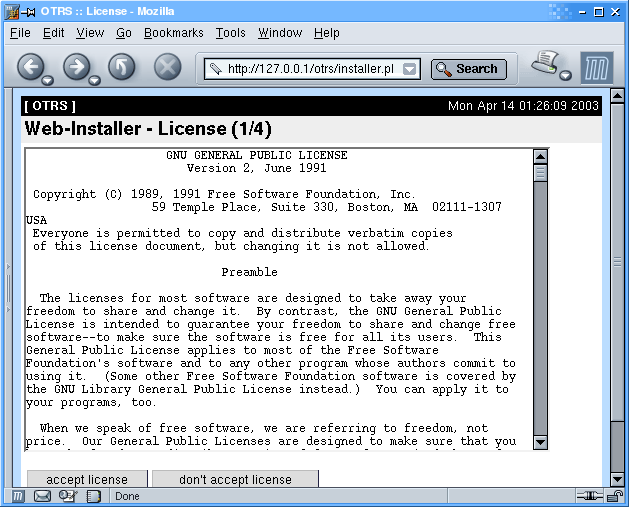 OTRS :: License - Mozilla
File Edit View Go Bookmarks Tools Window Help
http://127.0.0.1/otrs/installer.pl Search
[ OTRS ] Mon Apr 14 01:26:09 2003
Web-Installer - License (1/4)
GNU GENERAL PUBLIC LICENSE
Version 2, June 1991
Copyright (C) 1989, 1991 Free Software Foundation, Inc.
59 Temple Place, Suite 330, Boston, MA 02111-1307
USA
Everyone is permitted to copy and distribute verbatim copies
of this license document, but changing it is not allowed.
Preamble
The licenses for most software are designed to take away your
freedom to share and change it. By contrast, the GNU General Public
License is intended to guarantee your freedom to share and change free
software--to make sure the software is free for all its users. This
General Public License applies to most of the Free Software
Foundation's software and to any other program whose authors commit to
using it. (Some other Free Software Foundation software is covered by
the GNU Library General Public License instead.) You can apply it to
your programs, too.
When we speak of free software, we are referring to freedom, not
price. Our General Public Licenses are designed to make sure that you
accept license don't accept license
Done